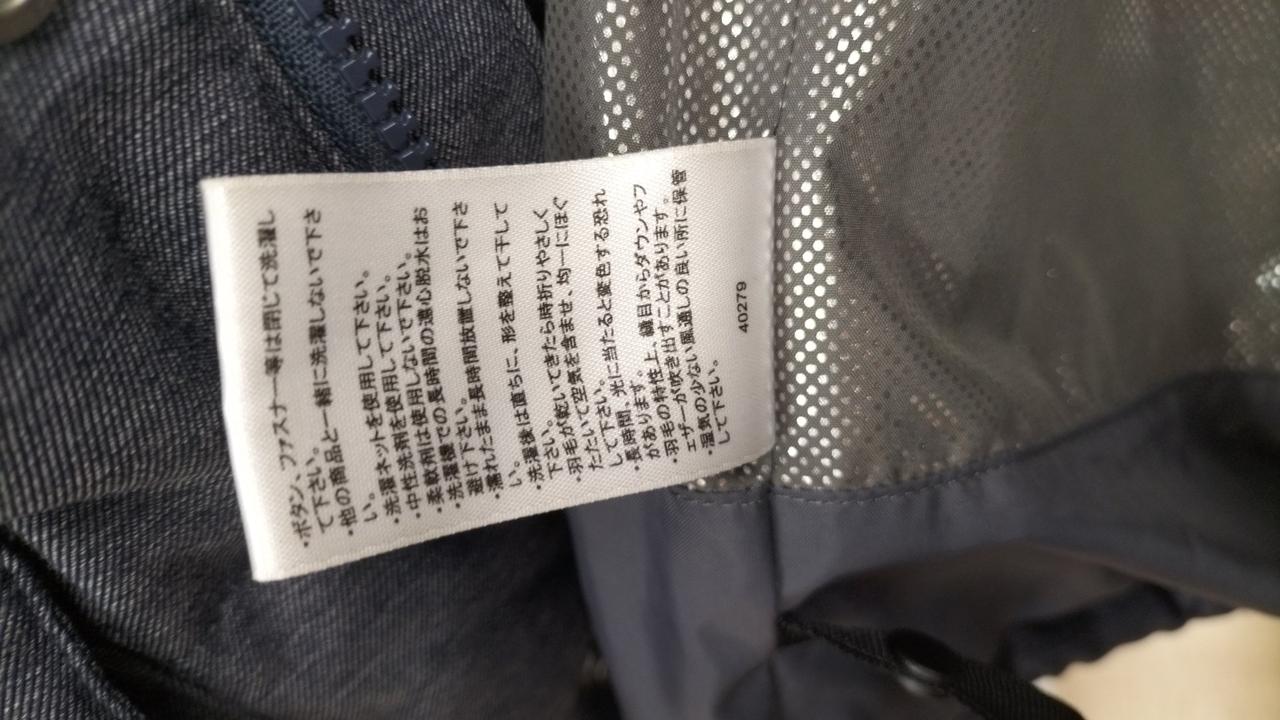 ・ボタン、ファスナー等は閉じて洗濯し
て下さい。
・他の商品と一緒に洗濯しないで下さ
い。
・洗濯ネットを使用して下さい。
・中性洗剤を使用して下さい。
・柔軟剤は使用しないで下さい。
・洗濯機での長時間の遠心脱水はお
避け下さい。
・濡れたまま長時間放置しないで下さ
い。
・洗濯後は直ちに、形を整えて干して
下さい。
・羽毛が乾いてきたら時折りやさしく
たたいて空気を含ませ、均一にほぐ
して下さい。
・長時間、光に当たると変色する恐れ
があります。
・羽毛の特性上、縫目からダウンやフ
ェザーが吹き出すことがあります。
・湿気の少ない風通しの良い所に保管
して下さい。
40279